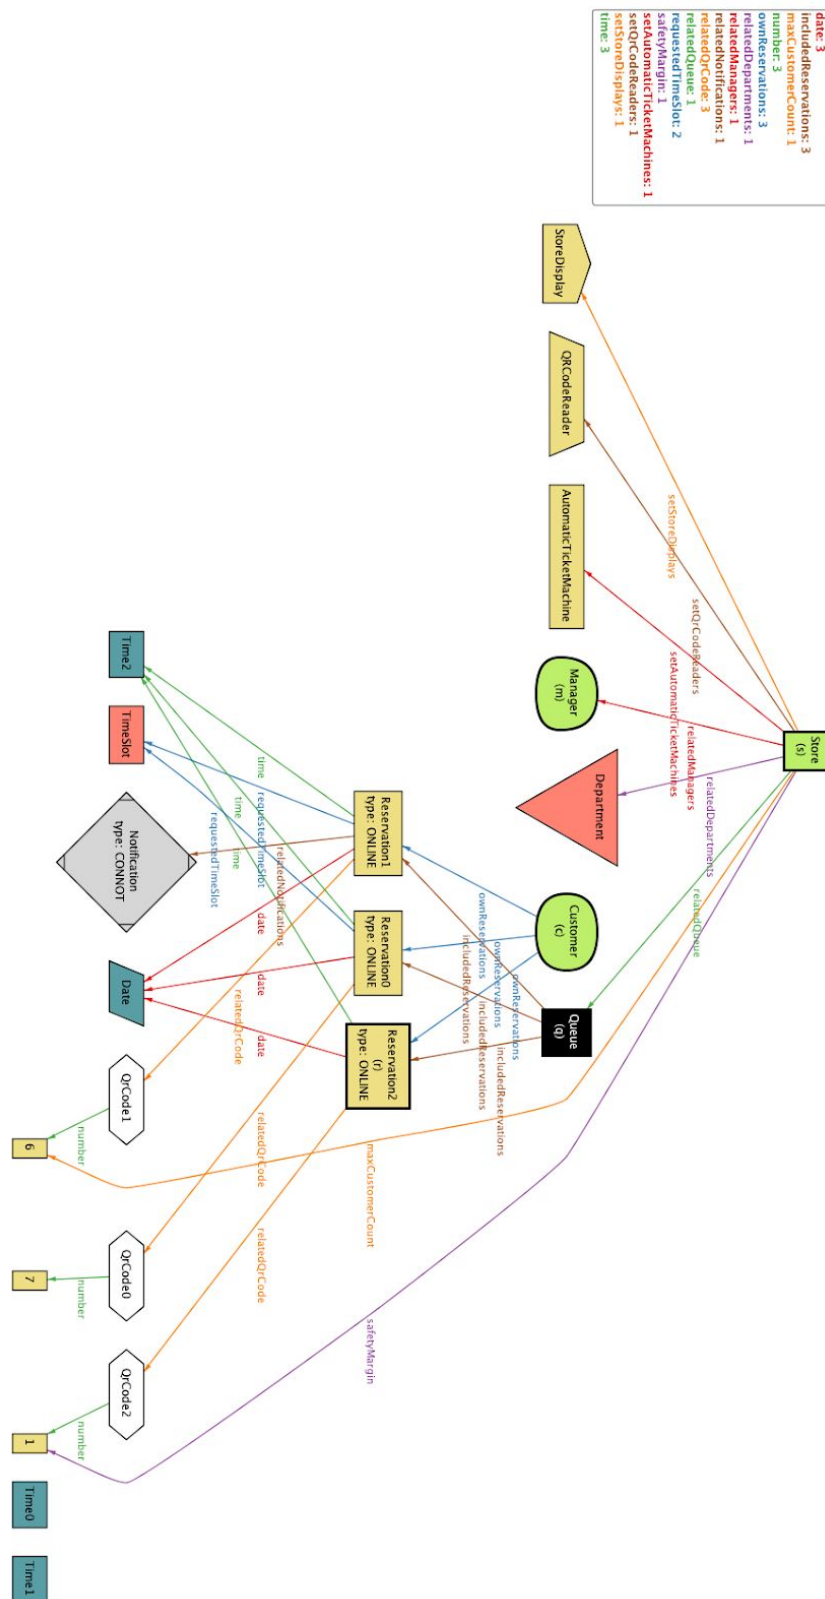 date: 3
includedReservations: 3
maxCustomerCount: 1
number: 3
ownReservations: 3
relatedDepartments: 1
relatedManagers: 1
relatedNotifications: 1
relatedQrCode: 3
relatedQueue: 1
requestedTimeSlot: 2
safetyMargin: 1
setAutomaticTicketMachines: 1
setQrCodeReaders: 1
setStoreDisplays: 1
time: 3
Store
(s)
setStoreDisplays
setQrCodeReaders
setAutomaticTicketMachines
relatedManagers
relatedDepartments
relatedQueue
StoreDisplay
QRCodeReader
AutomaticTicketMachine
Manager
(m)
Department
Customer
(c)
Queue
(q)
ownReservations
ownReservations
ownReservations
includedReservations
includedReservations
includedReservations
maxCustomerCount
safetyMargin
Reservation1
type: ONLINE
Reservation0
type: ONLINE
Reservation2
(r)
type: ONLINE
time
time
time
requestedTimeSlot
requestedTimeSlot
relatedNotifications
date
date
date
relatedQrCode
relatedQrCode
relatedQrCode
Time2
TimeSlot
Notification
type: CONNOT
Date
QrCode1
QrCode0
QrCode2
number
number
number
6
7
1
Time0
Time1